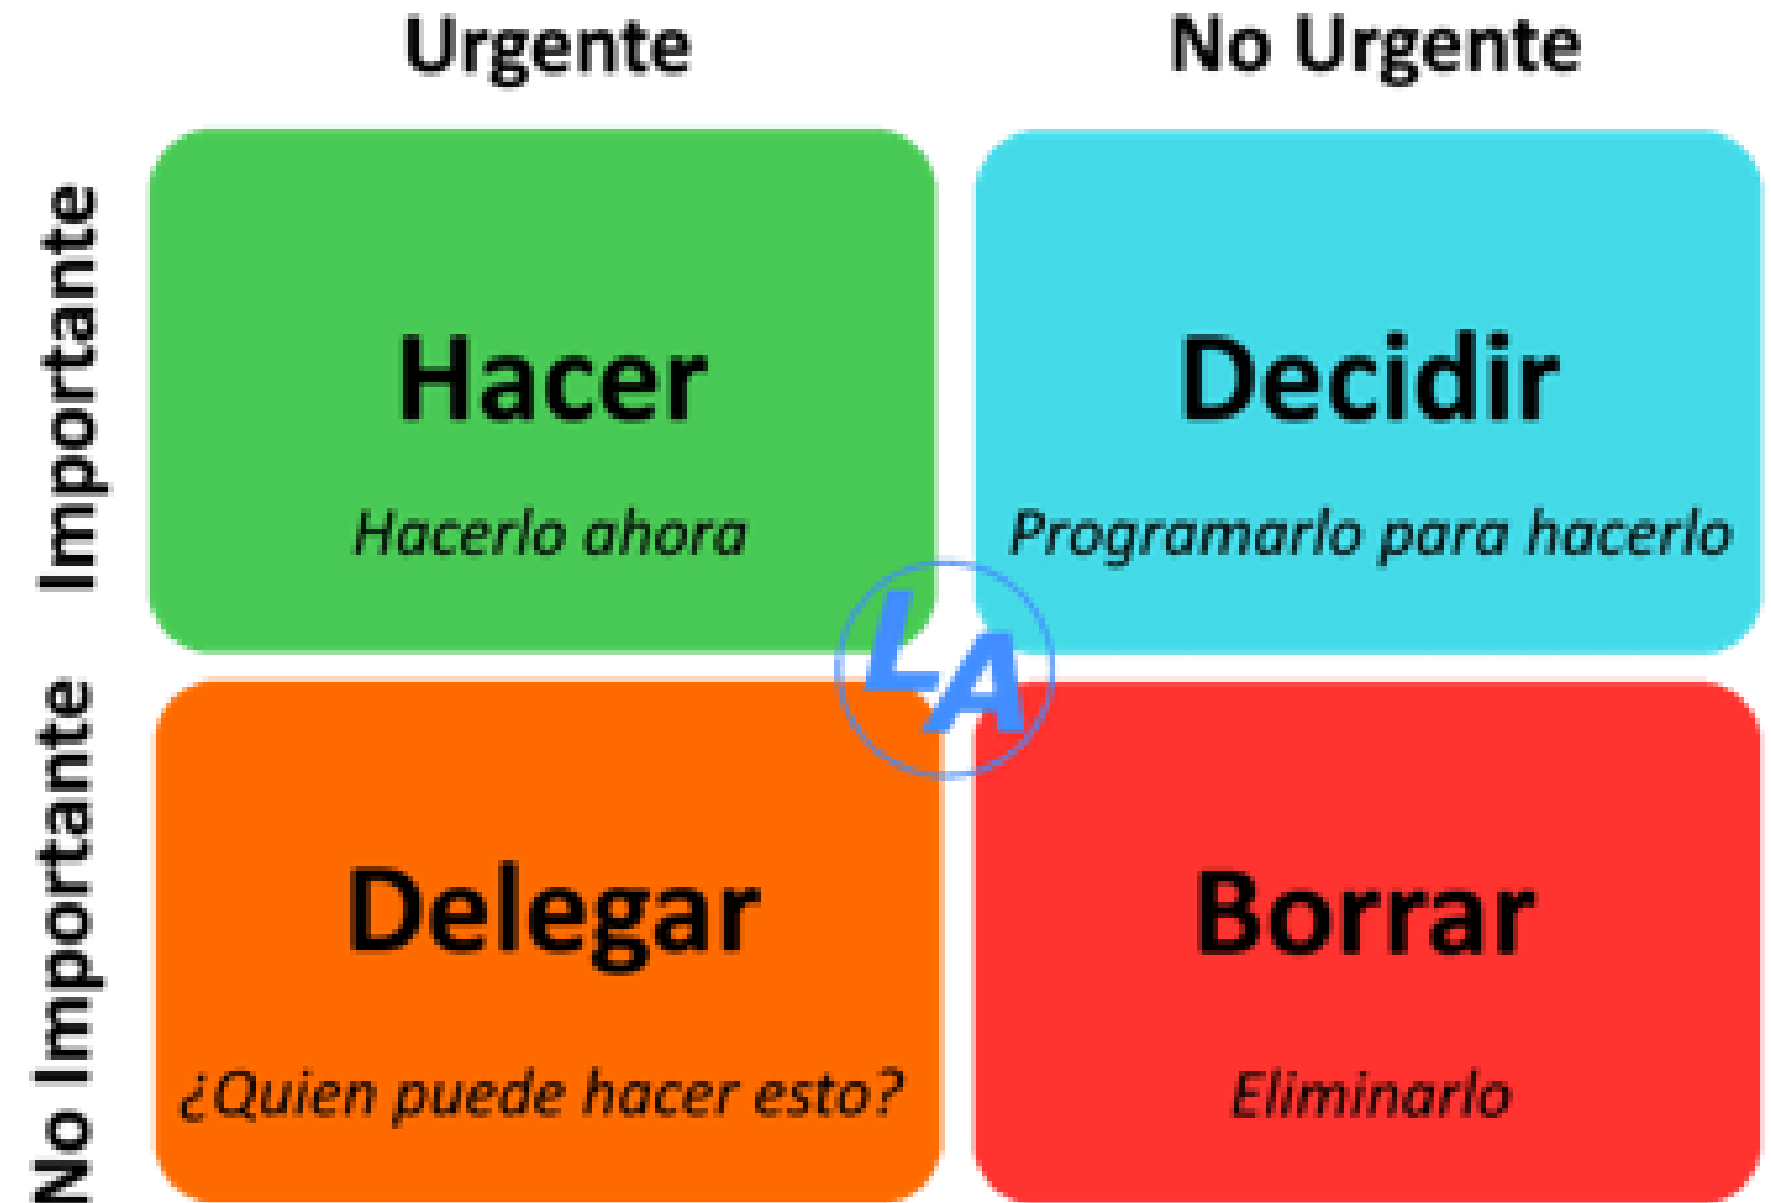 Urgente
No Urgente
Importante
Hacer
Hacerlo ahora
Decidir
Programarlo para hacerlo
LA
No Importante
Delegar
¿Quien puede hacer esto?
Borrar
Eliminarlo